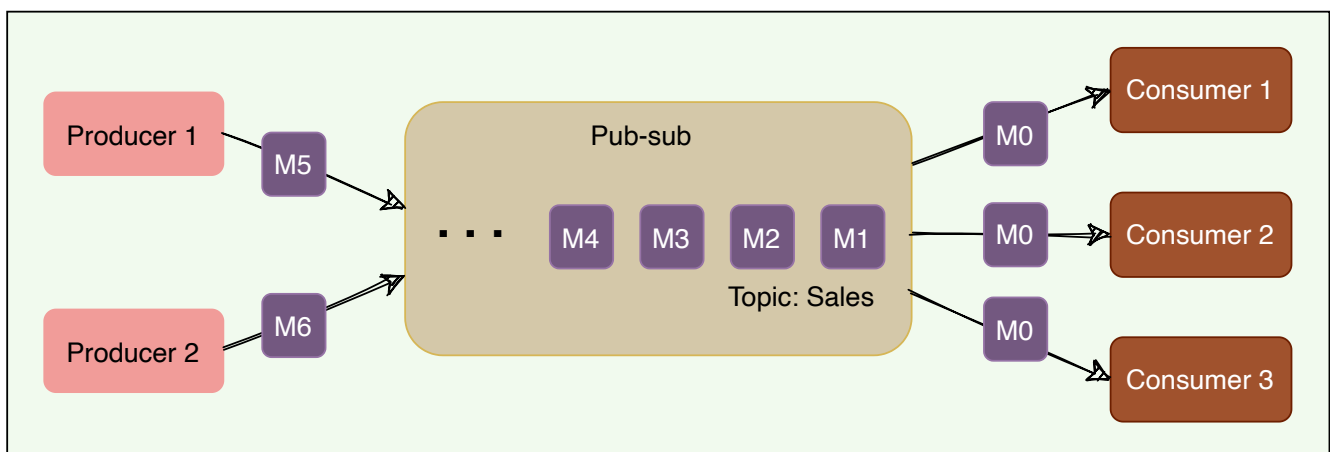 Producer 1
M5
Producer 2
M6
Pub-sub
. . .
M4 M3 M2 M1
Topic: Sales
M0
Consumer 1
M0
Consumer 2
M0
Consumer 3